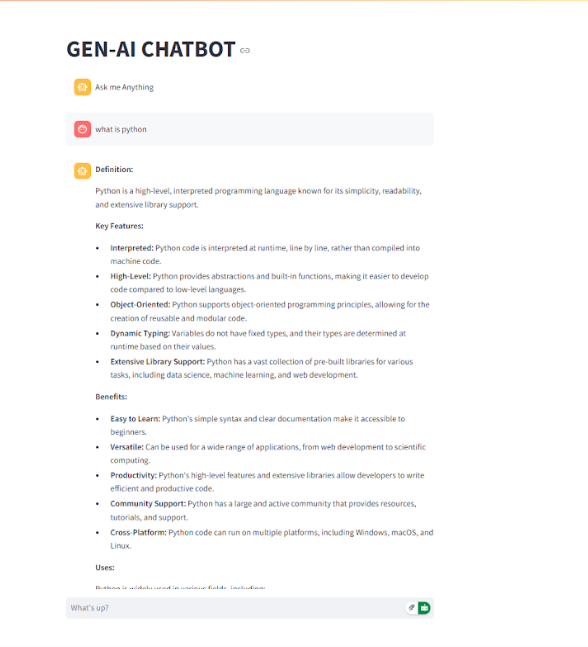 GEN-AI CHATBOT
Ask me Anything
what is python
Definition:
Python is a high-level, interpreted programming language known for its simplicity, readability,
and extensive library support.
Key Features:
• Interpreted: Python code is interpreted at runtime, line by line, rather than compiled into
machine code.
• High-Level: Python provides abstractions and built-in functions, making it easier to develop
code compared to low-level languages.
• Object-Oriented: Python supports object-oriented programming principles, allowing for the
creation of reusable and modular code.
• Dynamic Typing: Variables do not have fixed types, and their types are determined at
runtime based on their values.
• Extensive Library Support: Python has a vast collection of pre-built libraries for various
tasks, including data science, machine learning, and web development.
Benefits:
• Easy to Learn: Python's simple syntax and clear documentation make it accessible to
beginners.
• Versatile: Can be used for a wide range of applications, from web development to scientific
computing.
• Productivity: Python's high-level features and extensive libraries allow developers to write
efficient and productive code.
• Community Support: Python has a large and active community that provides resources,
tutorials, and support.
• Cross-Platform: Python code can run on multiple platforms, including Windows, macOS, and
Linux.
Uses:
Python is widely used in various fields, including:
What's up?